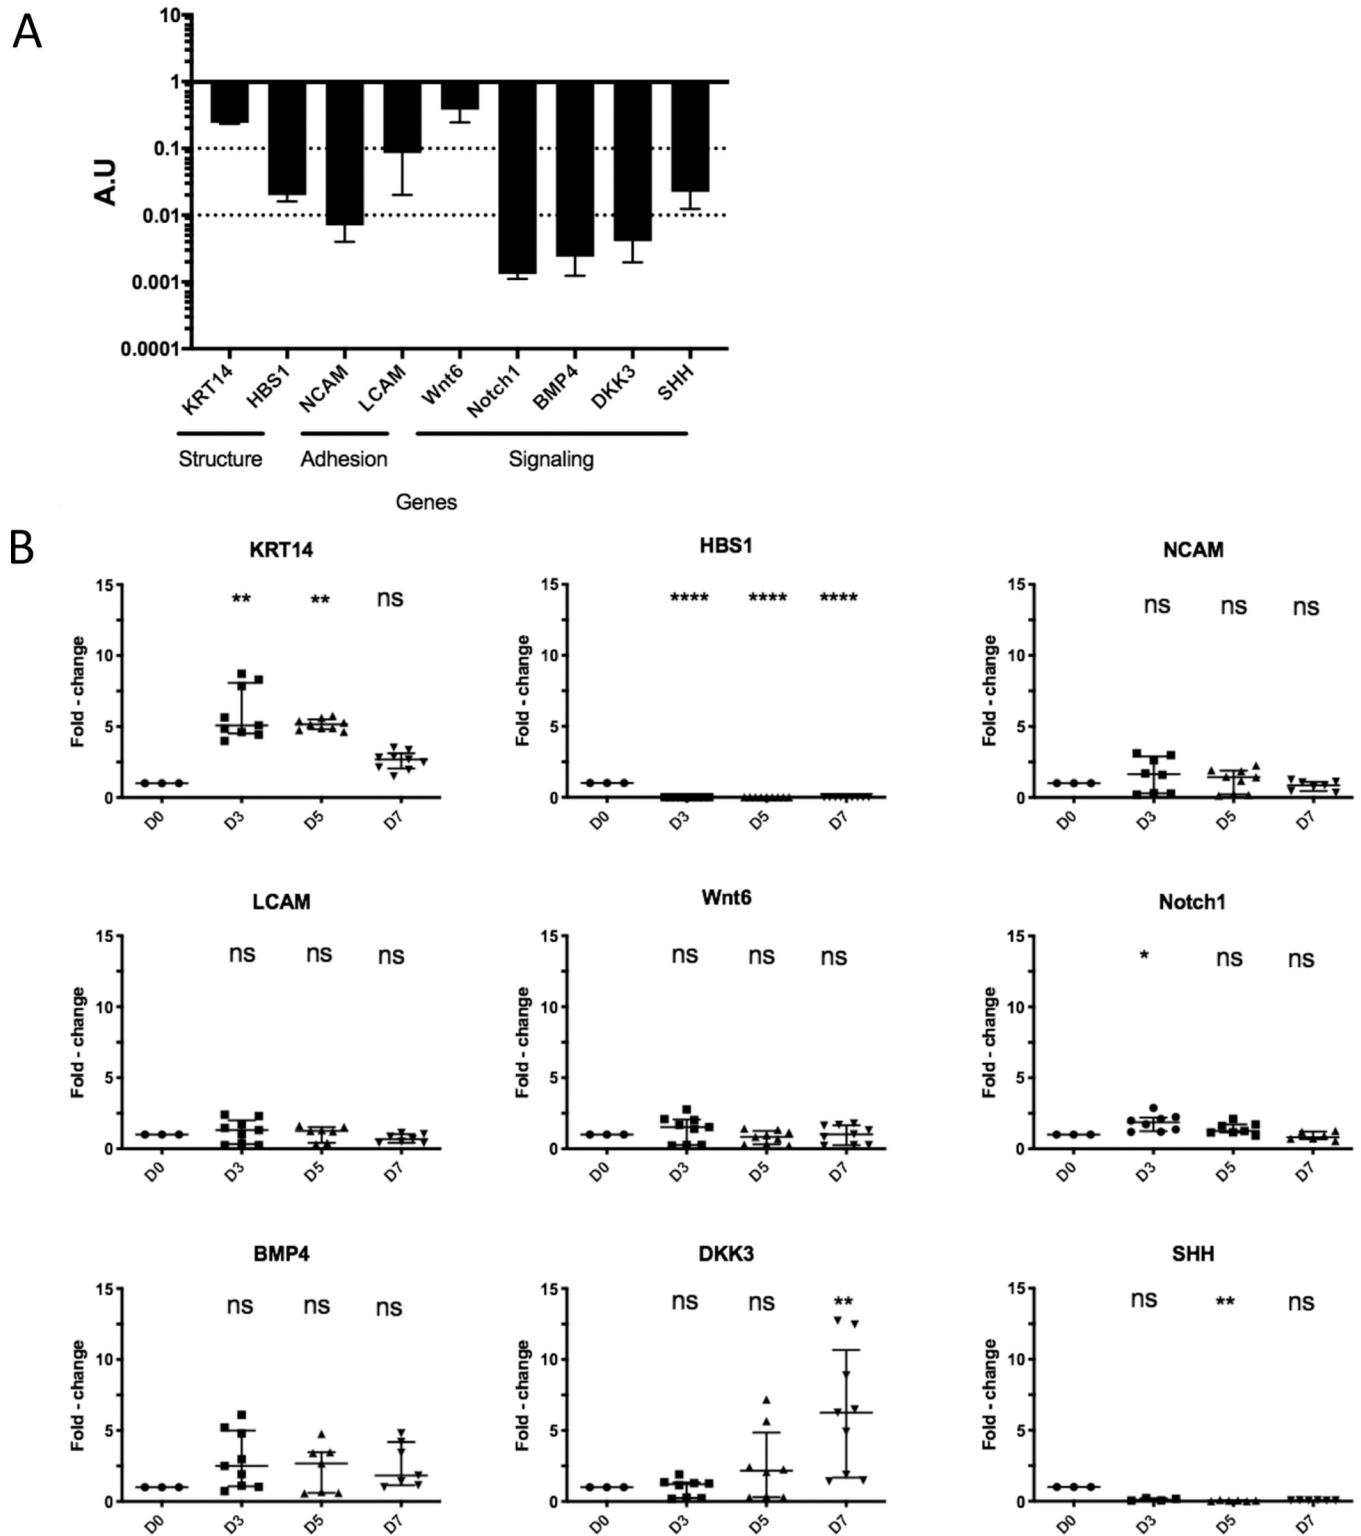 A
10
1
0.1
0.01
0.001
0.0001
A.U
KRT14 HBS1 NCAM LCAM Wnt6 Notch1 BMP4 DKK3 SHH
Structure Adhesion Signaling
Genes
B
KRT14
15
10
5
0
Fold - change
** ** ns
D0 D3 D5 D7
HBS1
15
10
5
0
Fold - change
**** **** ****
D0 D3 D5 D7
NCAM
15
10
5
0
Fold - change
ns ns ns
D0 D3 D5 D7
LCAM
15
10
5
0
Fold - change
ns ns ns
D0 D3 D5 D7
Wnt6
15
10
5
0
Fold - change
ns ns ns
D0 D3 D5 D7
Notch1
15
10
5
0
Fold - change
* ns ns
D0 D3 D5 D7
BMP4
15
10
5
0
Fold - change
ns ns ns
D0 D3 D5 D7
DKK3
15
10
5
0
Fold - change
ns ns **
D0 D3 D5 D7
SHH
15
10
5
0
Fold - change
ns ** ns
D0 D3 D5 D7